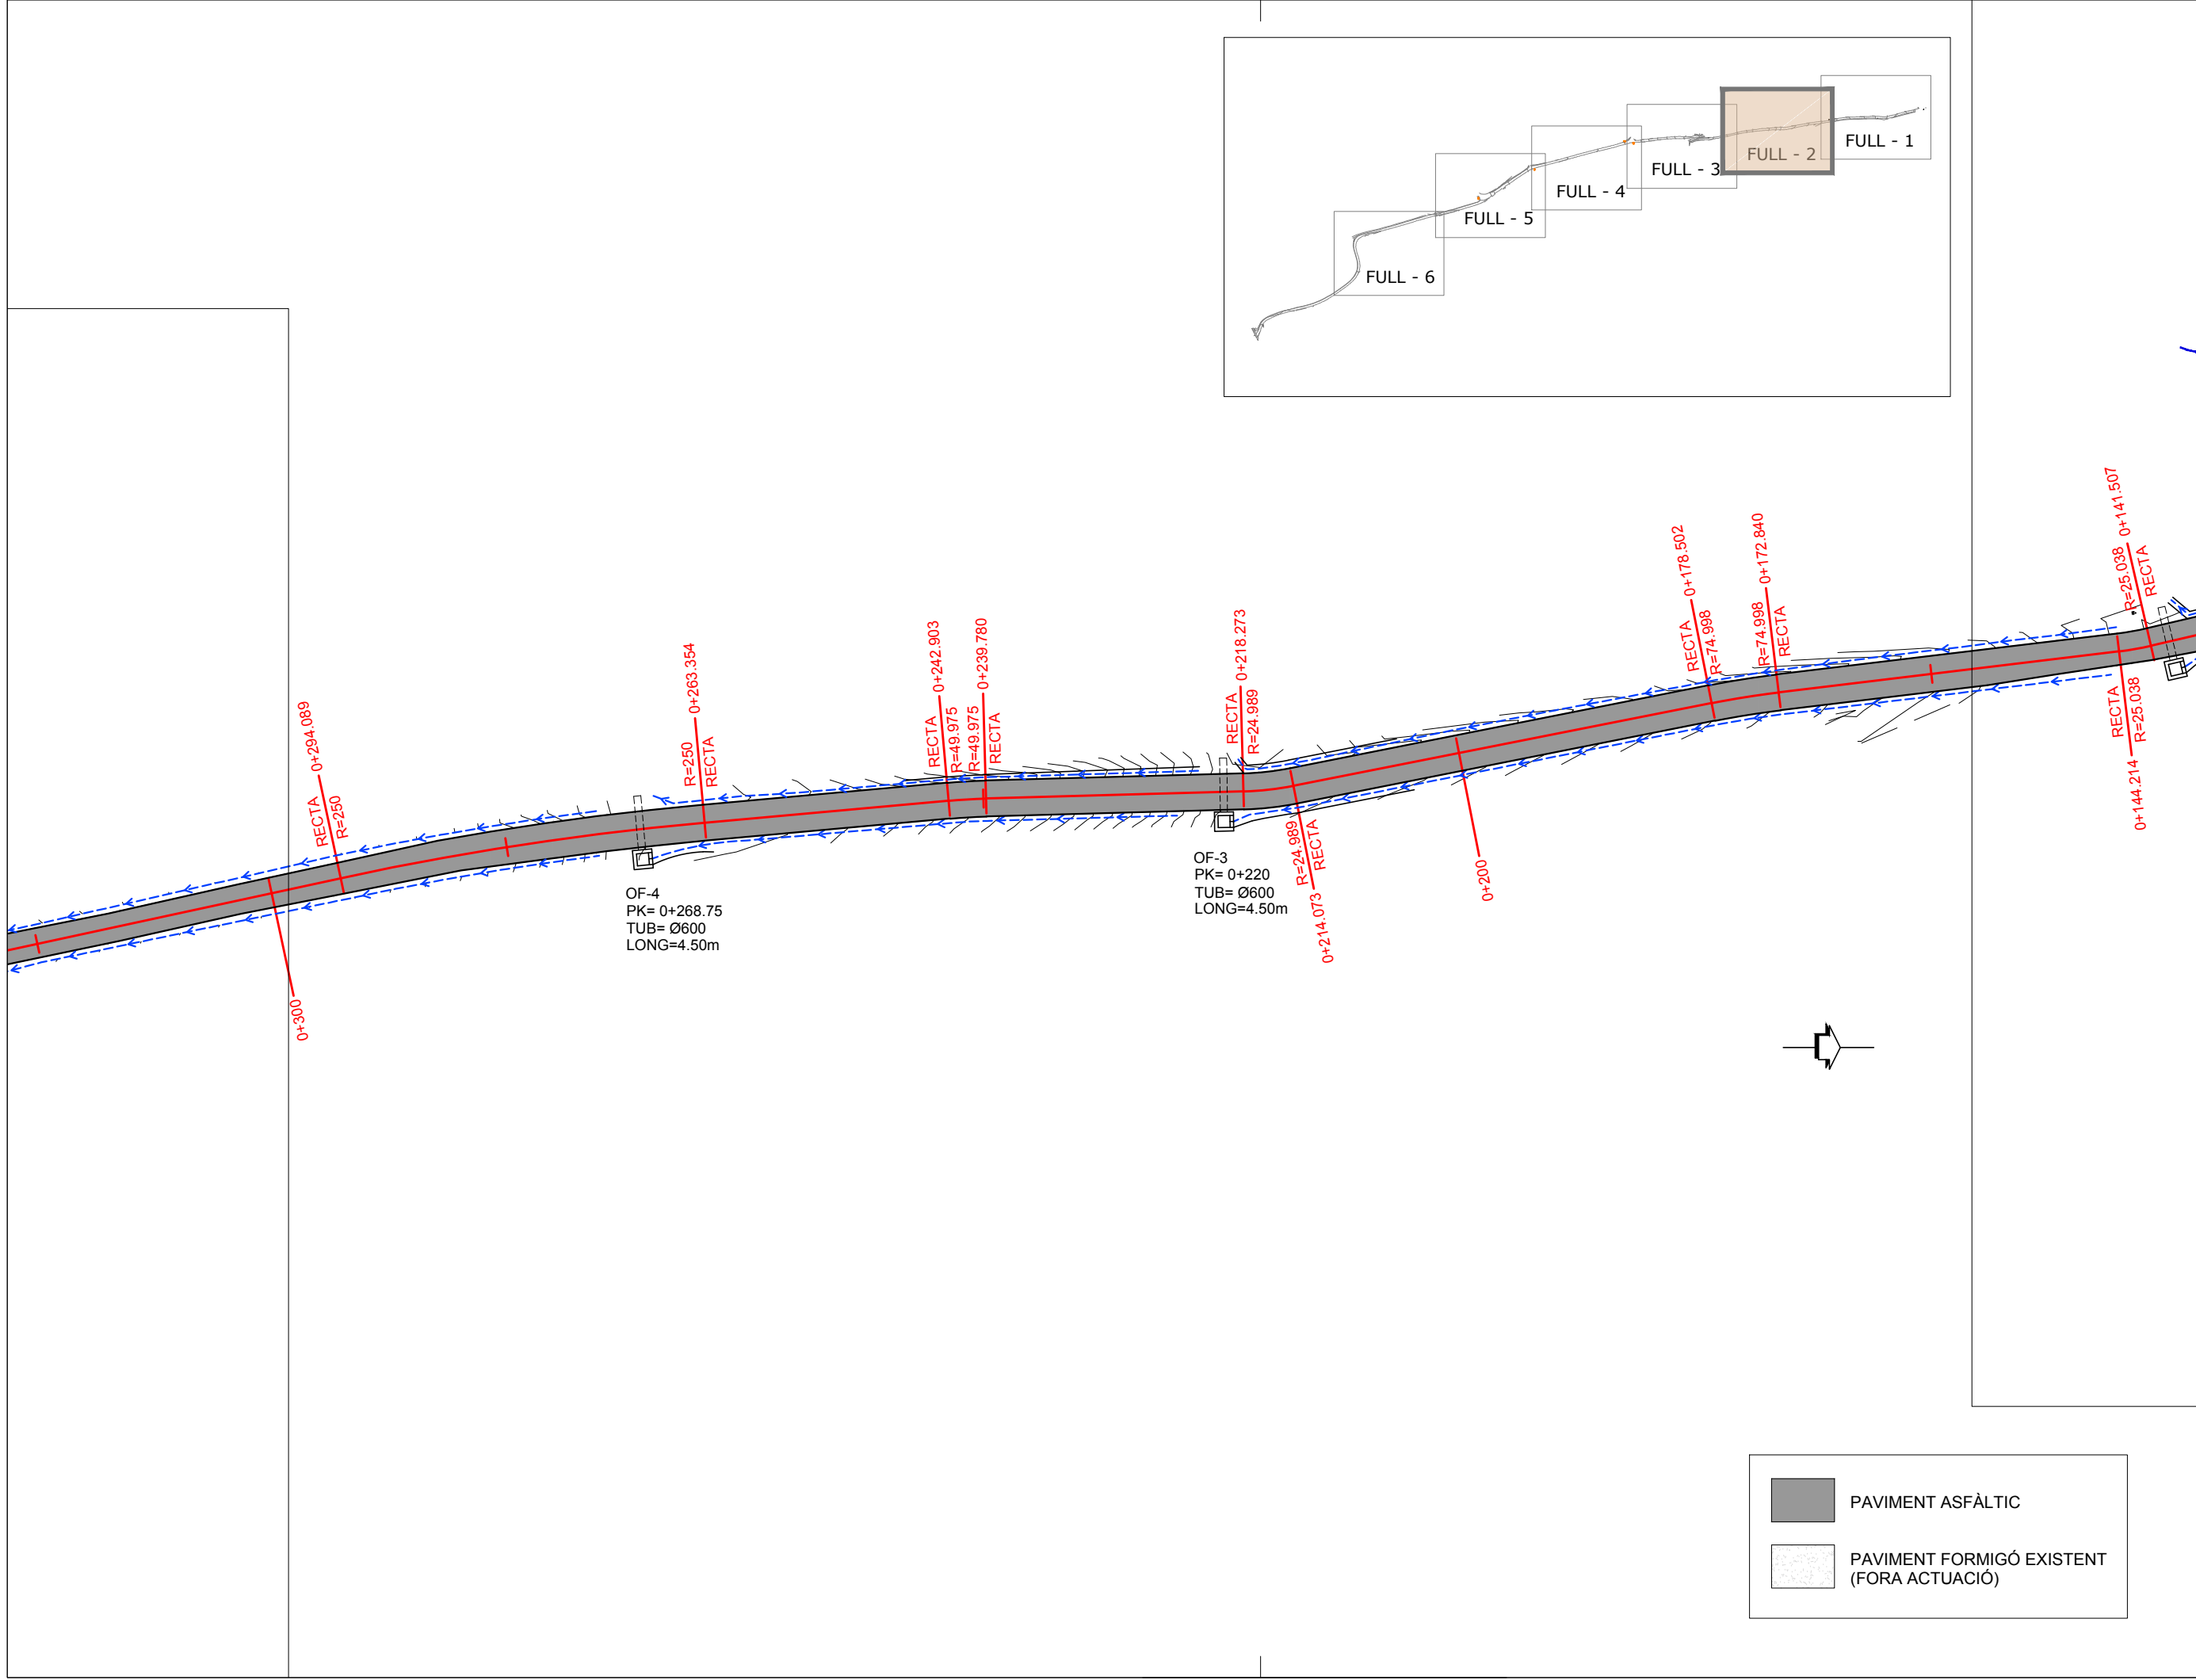 FULL - 1
FULL - 2
FULL - 3
FULL - 4
FULL - 5
FULL - 6
RECTA 0+294.089
R=250
0+300
R=250 0+263.354
RECTA
RECTA 0+242.903
R=49.975
R=49.975 0+239.780
RECTA
RECTA 0+218.273
R=24.989
R=24.989 0+214.073
RECTA
0+200
RECTA 0+178.502
R=74.998
R=74.998 0+172.840
RECTA
R=25.038 0+141.507
RECTA
RECTA 0+144.214
R=25.038
OF-4
PK= 0+268.75
TUB= Ø600
LONG=4.50m
OF-3
PK= 0+220
TUB= Ø600
LONG=4.50m
PAVIMENT ASFÀLTIC
PAVIMENT FORMIGÓ EXISTENT
(FORA ACTUACIÓ)